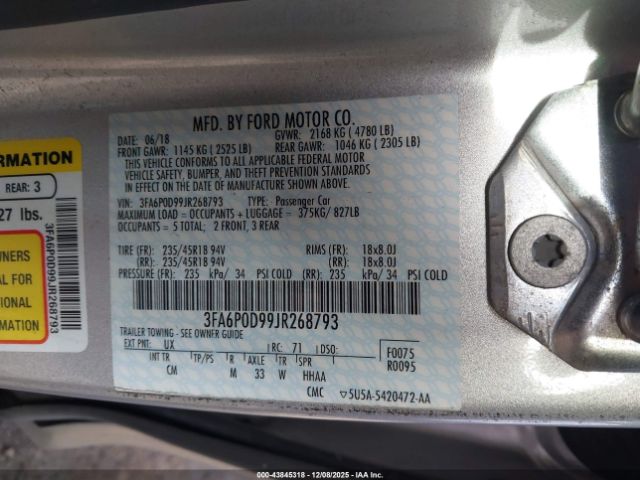 ORMATION
REAR: 3
27 lbs.
3FA6P0D99JR268793
ERS
AL FOR
TIONAL
RMATION
MFD. BY FORD MOTOR CO.
DATE: 06/18 GVWR: 2168 KG ( 4780 LB)
FRONT GAWR: 1145 KG ( 2525 LB) REAR GAWR: 1046 KG ( 2305 LB)
THIS VEHICLE CONFORMS TO ALL APPLICABLE FEDERAL MOTOR
VEHICLE SAFETY, BUMPER, AND THEFT PREVENTION STANDARDS
IN EFFECT ON THE DATE OF MANUFACTURE SHOWN ABOVE.
VIN: 3FA6P0D99JR268793 TYPE: Passenger Car
MAXIMUM LOAD = OCCUPANTS + LUGGAGE = 375KG/ 827LB
OCCUPANTS = 5 TOTAL; 2 FRONT, 3 REAR
TIRE (FR): 235/45R18 94V RIMS (FR): 18x8.0J
(RR): 235/45R18 94V (RR): 18x8.0J
PRESSURE (FR): 235 kPa/ 34 PSI COLD (RR): 235 kPa/ 34 PSI COLD
3FA6P0D99JR268793
TRAILER TOWING - SEE OWNER GUIDE
EXT PNT: UX RC: 71 DSO: F0075
INT TR TP/PS R AXLE TR SPR R0095
CM M 33 W HHAA
CMC 5U5A-5420472-AA
000-43845318 - 12/08/2025 - IAAI.com